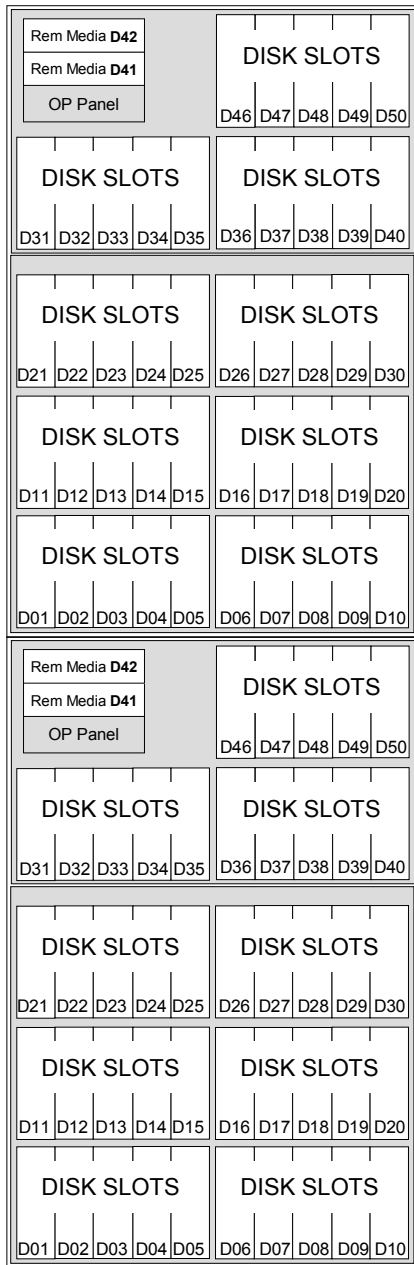 Rem Media D42
Rem Media D41
OP Panel
DISK SLOTS
D46 D47 D48 D49 D50
DISK SLOTS DISK SLOTS
D31 D32 D33 D34 D35 D36 D37 D38 D39 D40
DISK SLOTS DISK SLOTS
D21 D22 D23 D24 D25 D26 D27 D28 D29 D30
DISK SLOTS DISK SLOTS
D11 D12 D13 D14 D15 D16 D17 D18 D19 D20
DISK SLOTS DISK SLOTS
D01 D02 D03 D04 D05 D06 D07 D08 D09 D10
Rem Media D42
Rem Media D41
OP Panel
DISK SLOTS
D46 D47 D48 D49 D50
DISK SLOTS DISK SLOTS
D31 D32 D33 D34 D35 D36 D37 D38 D39 D40
DISK SLOTS DISK SLOTS
D21 D22 D23 D24 D25 D26 D27 D28 D29 D30
DISK SLOTS DISK SLOTS
D11 D12 D13 D14 D15 D16 D17 D18 D19 D20
DISK SLOTS DISK SLOTS
D01 D02 D03 D04 D05 D06 D07 D08 D09 D10